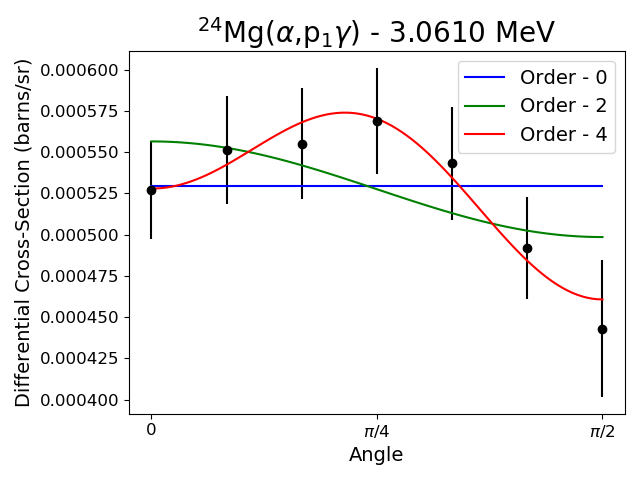 ²⁴Mg(α,p₁γ) - 3.0610 MeV
Differential Cross-Section (barns/sr)
0.000600
0.000575
0.000550
0.000525
0.000500
0.000475
0.000450
0.000425
0.000400
Order - 0
Order - 2
Order - 4
0
π/4
π/2
Angle